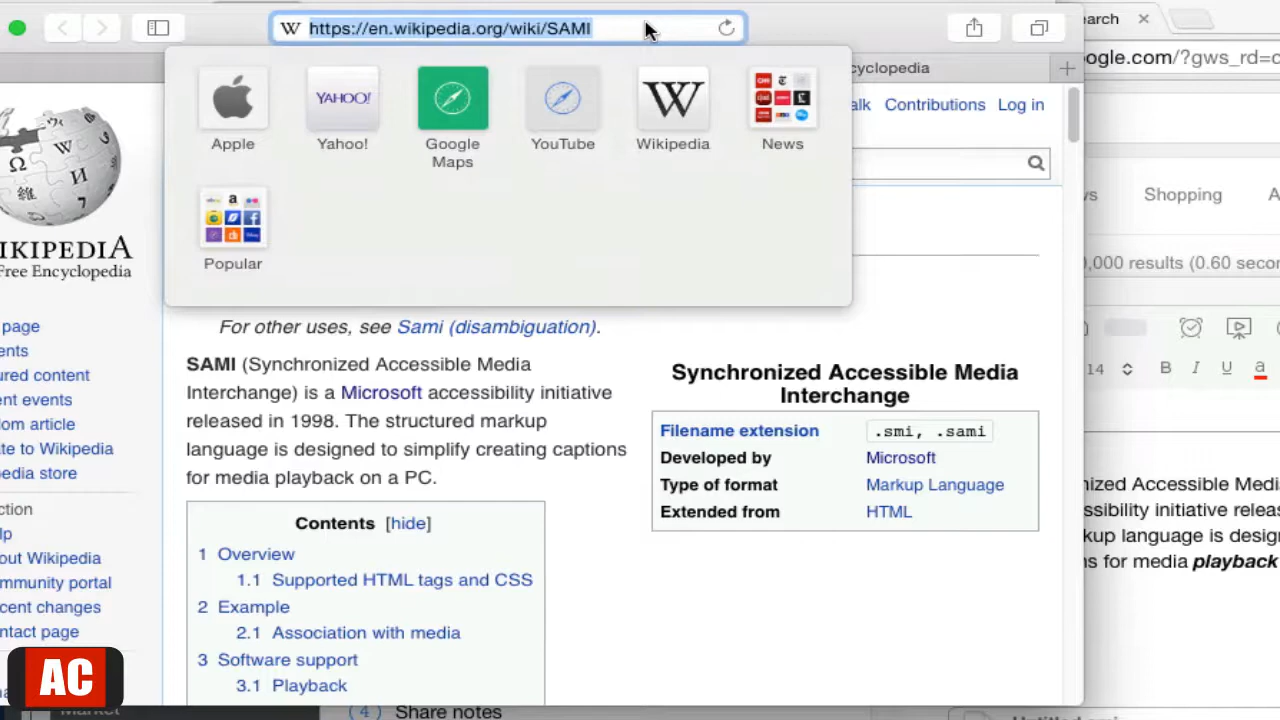 https://en.wikipedia.org/wiki/SAMI
earch
ogle.com/?gws_rd=c
Apple
YAHOO!
Yahoo!
Google
Maps
YouTube
W
Wikipedia
News
Popular
cyclopedia
alk Contributions Log in
IKIPEDIA
Free Encyclopedia
Shopping
,000 results (0.60 secon
For other uses, see Sami (disambiguation).
page
ents
ured content
ent events
om article
ate to Wikipedia
edia store
ction
lp
out Wikipedia
mmunity portal
cent changes
ntact page
SAMI (Synchronized Accessible Media
Interchange) is a Microsoft accessibility initiative
released in 1998. The structured markup
language is designed to simplify creating captions
for media playback on a PC.
Contents [hide]
1 Overview
1.1 Supported HTML tags and CSS
2 Example
2.1 Association with media
3 Software support
3.1 Playback
Synchronized Accessible Media
Interchange
Filename extension .smi, .sami
Developed by Microsoft
Type of format Markup Language
Extended from HTML
14 B I U a
nized Accessible Medi
ssibility initiative releas
kup language is design
ns for media playback
AC
Market
(4) Share notes